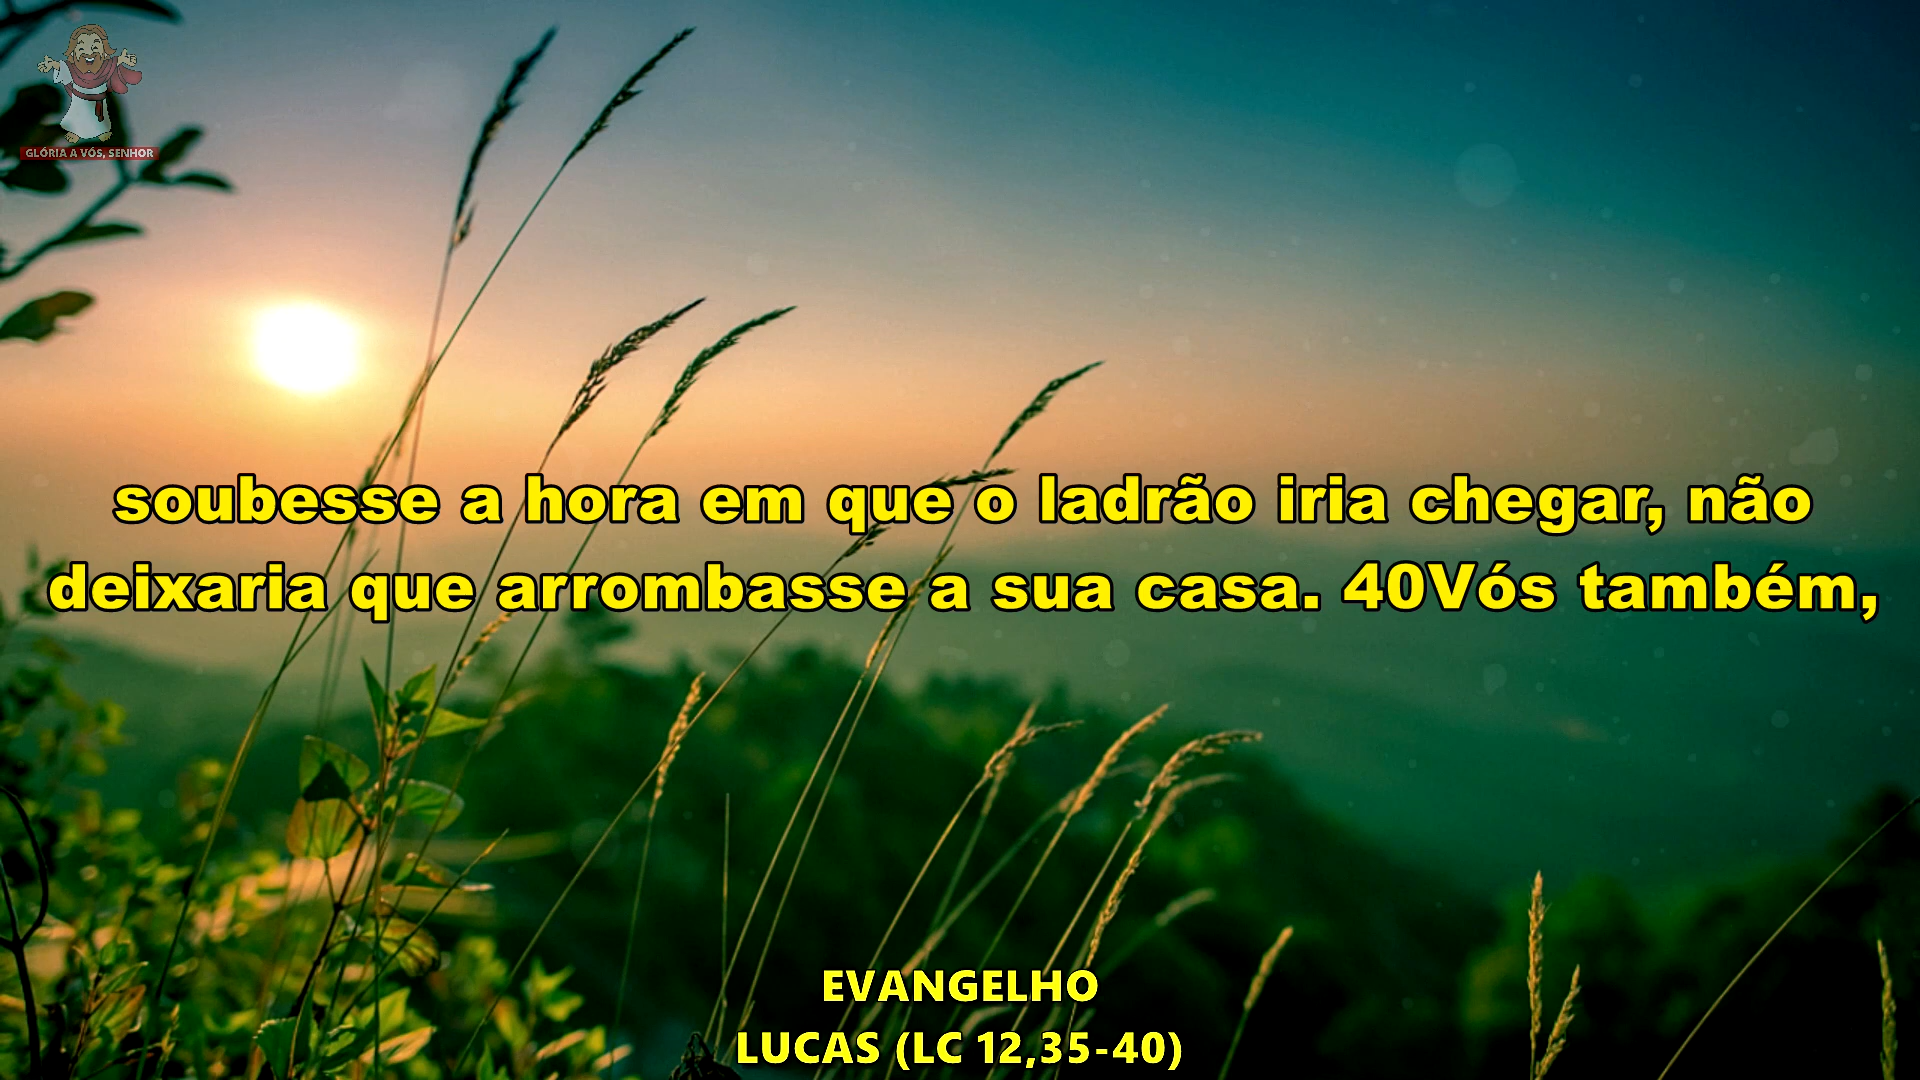 GLÓRIA A VÓS, SENHOR
soubesse a hora em que o ladrão iria chegar, não
deixaria que arrombasse a sua casa. 40Vós também,
EVANGELHO
LUCAS (LC 12,35-40)